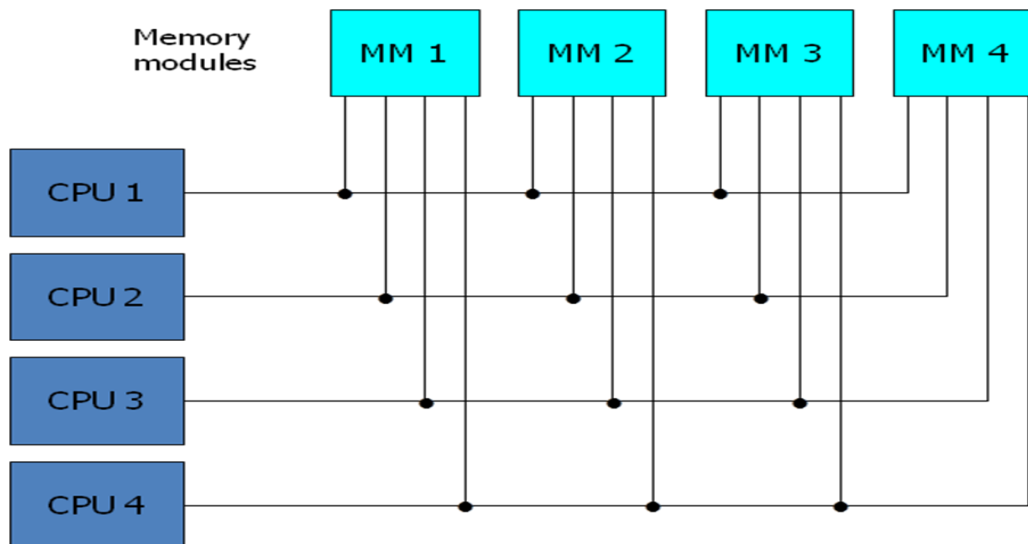 Memory
modules
MM 1
MM 2
MM 3
MM 4
CPU 1
CPU 2
CPU 3
CPU 4